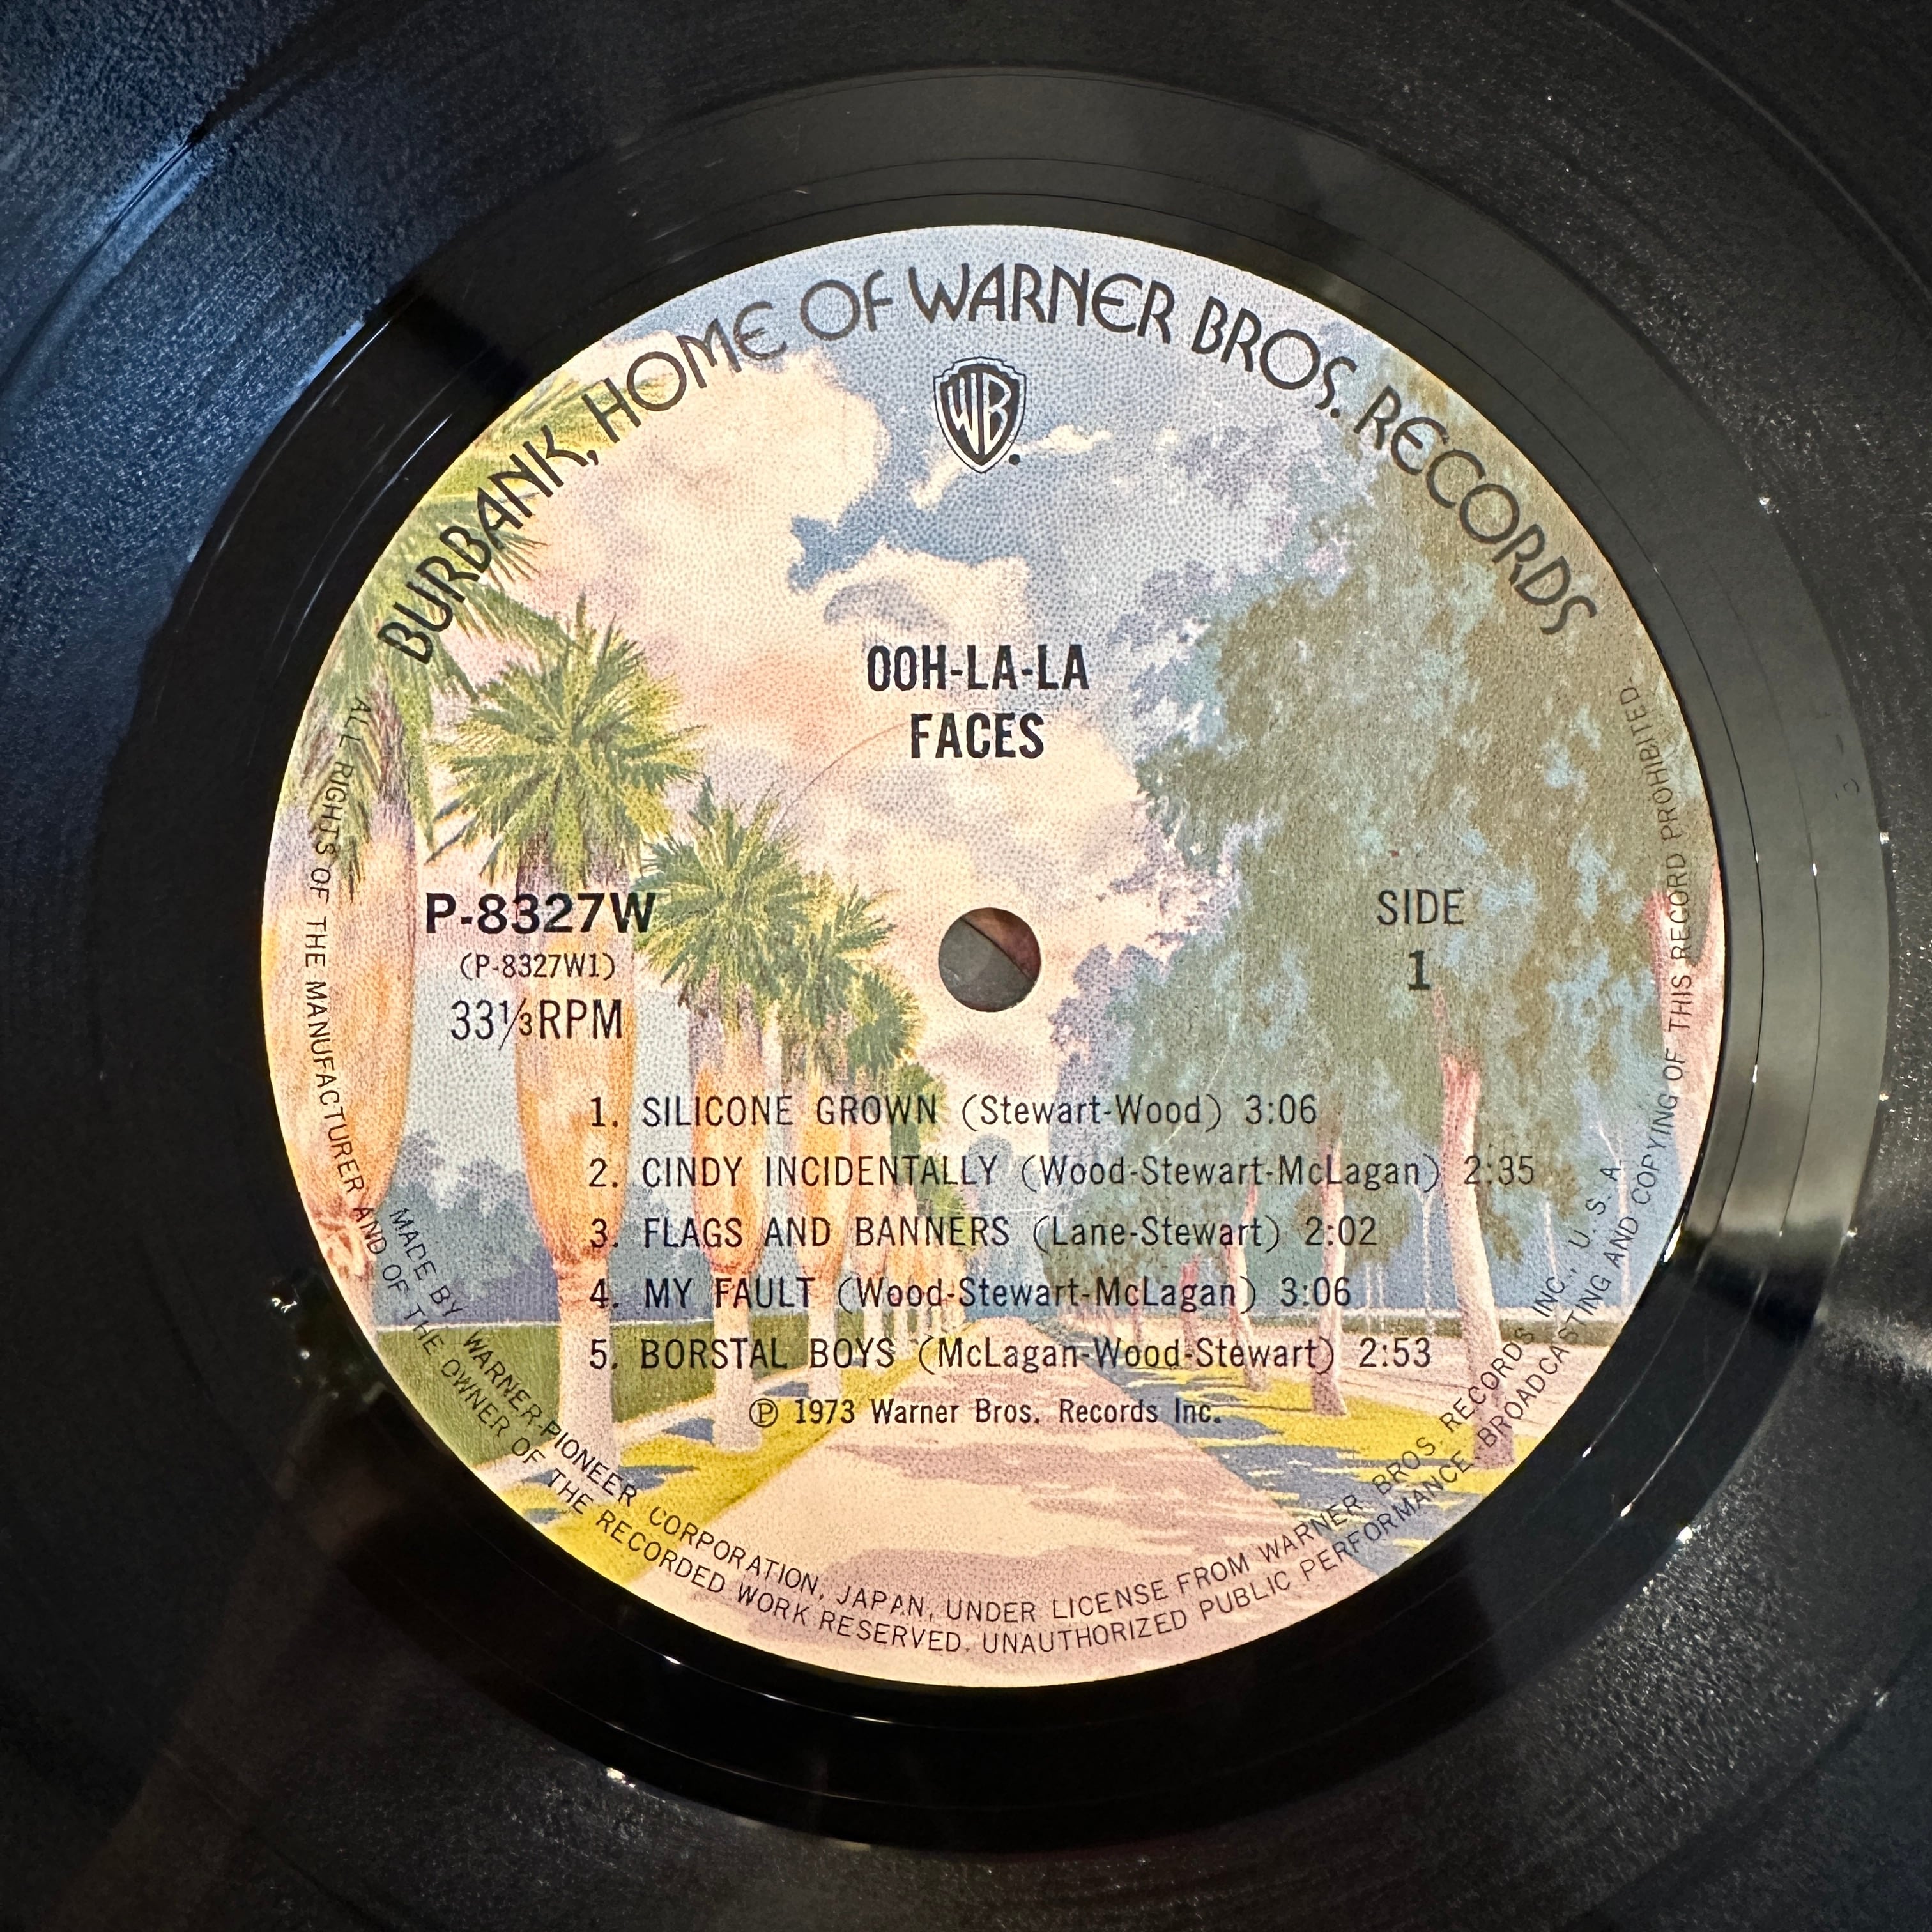 BURBANK, HOME OF WARNER BROS. RECORDS
WB
OOH-LA-LA
FACES
P-8327W
(P-8327W1)
33⅓RPM
SIDE
1
1. SILICONE GROWN (Stewart-Wood) 3:06
2. CINDY INCIDENTALLY (Wood-Stewart-McLagan) 2:35
3. FLAGS AND BANNERS (Lane-Stewart) 2:02
4. MY FAULT (Wood-Stewart-McLagan) 3:06
5. BORSTAL BOYS (McLagan-Wood-Stewart) 2:53
Ⓟ 1973 Warner Bros. Records Inc.
MADE BY WARNER-PIONEER CORPORATION, JAPAN, UNDER LICENSE FROM WARNER BROS. RECORDS INC., U. S. A.
ALL RIGHTS OF THE MANUFACTURER AND OF THE OWNER OF THE RECORDED WORK RESERVED. UNAUTHORIZED PUBLIC PERFORMANCE. BROADCASTING AND COPYING OF THIS RECORD PROHIBITED.